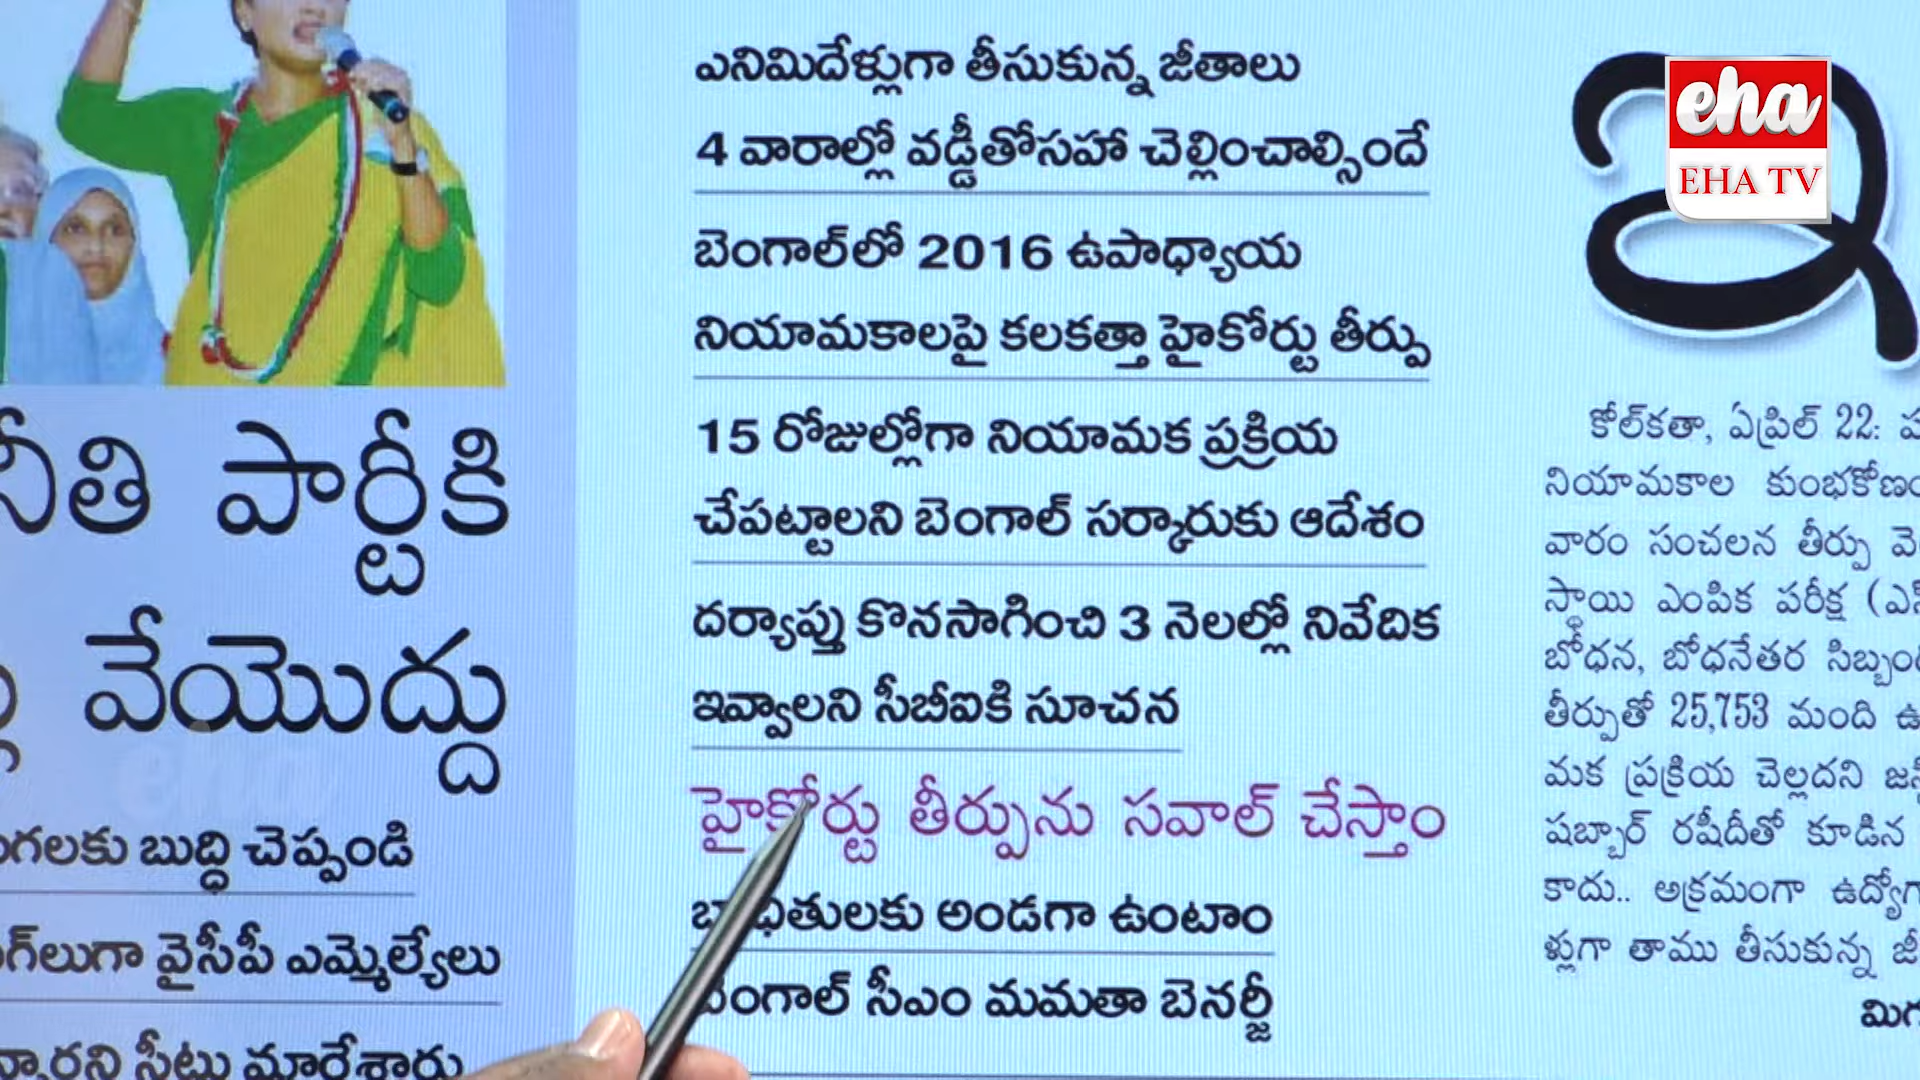 ఎనిమిదేళ్లుగా తీసుకున్న జీతాలు
4 వారాల్లో వడ్డీతోసహా చెల్లించాల్సిందే
బెంగాల్‌లో 2016 ఉపాధ్యాయ
నియామకాలపై కలకత్తా హైకోర్టు తీర్పు
15 రోజుల్లోగా నియామక ప్రక్రియ
చేపట్టాలని బెంగాల్ సర్కారుకు ఆదేశం
దర్యాప్తు కొనసాగించి 3 నెలల్లో నివేదిక
ఇవ్వాలని సీబీఐకి సూచన
హైకోర్టు తీర్పును సవాల్ చేస్తాం
బాధితులకు అండగా ఉంటాం
బెంగాల్ సీఎం మమతా బెనర్జీ
పార్టీకి
వేయొద్దు
బుద్ధి చెప్పండి
వైసీపీ ఎమ్మెల్యేలు
సీట్లు మార్చేశారు
eha
EHA TV
కోల్‌కతా, ఏప్రిల్ 22:
నియామకాల కుంభకోణం
వారం సంచలన తీర్పు
స్థాయి ఎంపిక పరీక్ష
బోధన, బోధనేతర
తీర్పుతో 25,753 మంది
మక ప్రక్రియ చెల్లదని
షబ్బార్ రషీదీతో కూడిన
కాదు.. అక్రమంగా
ళ్లుగా తాము తీసుకున్న